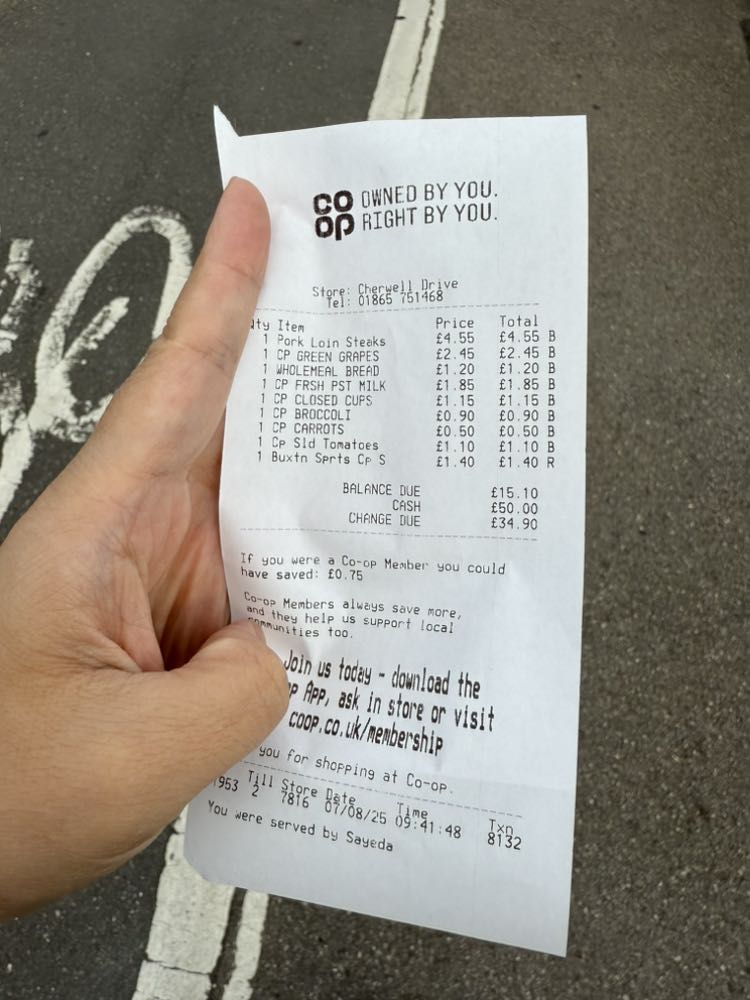 CO OP
OWNED BY YOU.
RIGHT BY YOU.
Store: Cherwell Drive
Tel: 01865 751468
Qty Item Price Total
1 Pork Loin Steaks £4.55 £4.55 B
1 CP GREEN GRAPES £2.45 £2.45 B
1 WHOLEMEAL BREAD £1.20 £1.20 B
1 CP FRSH PST MILK £1.85 £1.85 B
1 CP CLOSED CUPS £1.15 £1.15 B
1 CP BROCCOLI £0.90 £0.90 B
1 CP CARROTS £0.50 £0.50 B
1 Cp Sld Tomatoes £1.10 £1.10 B
1 Buxtn Sprts Cp S £1.40 £1.40 R
BALANCE DUE £15.10
CASH £50.00
CHANGE DUE £34.90
If you were a Co-op Member you could
have saved: £0.75
Co-op Members always save more,
and they help us support local
communities too.
Join us today - download the
App, ask in store or visit
coop.co.uk/membership
you for shopping at Co-op.
Till Store Date Time Txn
953 2 7816 07/08/25 09:41:48 8132
You were served by Sayeda